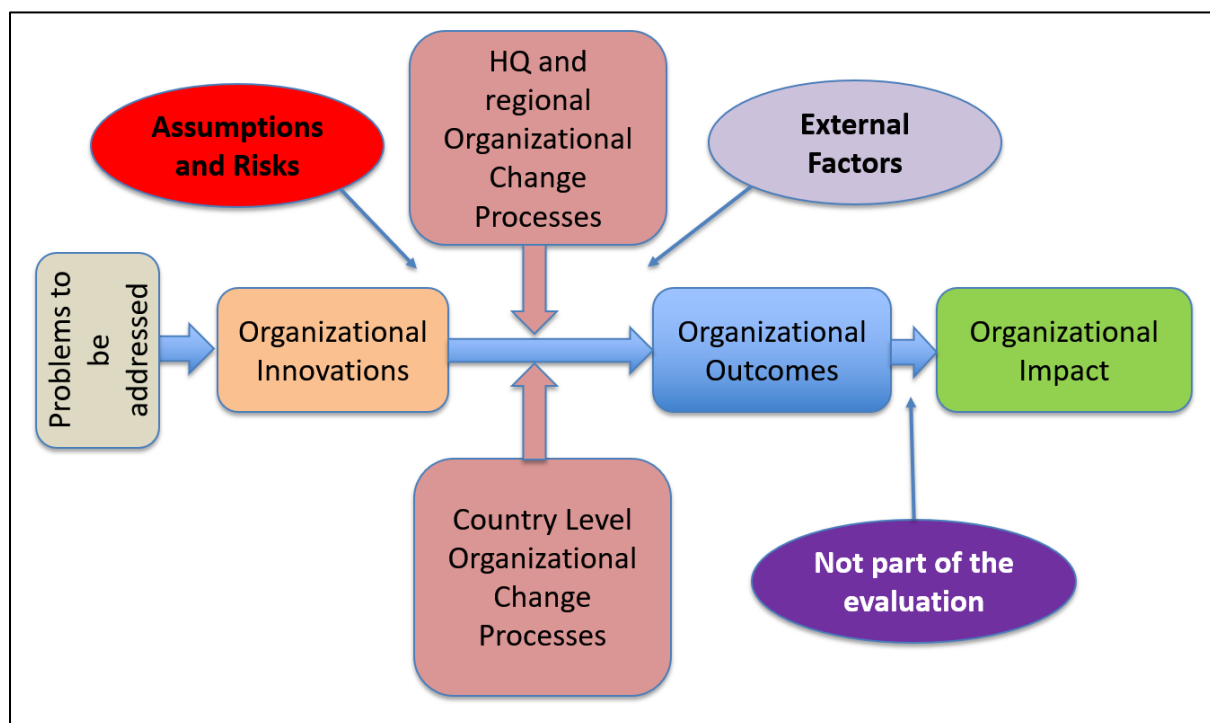 HQ and
regional
Organizational
Change
Processes
Assumptions
and Risks
External
Factors
Problems to
be
addressed
Organizational
Innovations
Organizational
Outcomes
Organizational
Impact
Country Level
Organizational
Change
Processes
Not part of the
evaluation